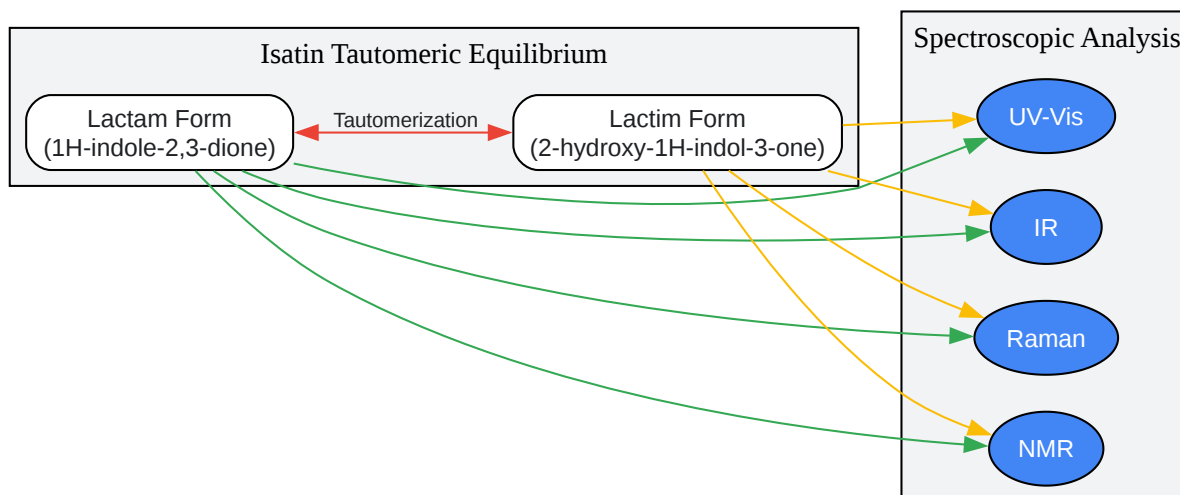 Isatin Tautomeric Equilibrium
Lactam Form
(1H-indole-2,3-dione)
Tautomerization
Lactim Form
(2-hydroxy-1H-indol-3-one)
Spectroscopic Analysis
UV-Vis
IR
Raman
NMR